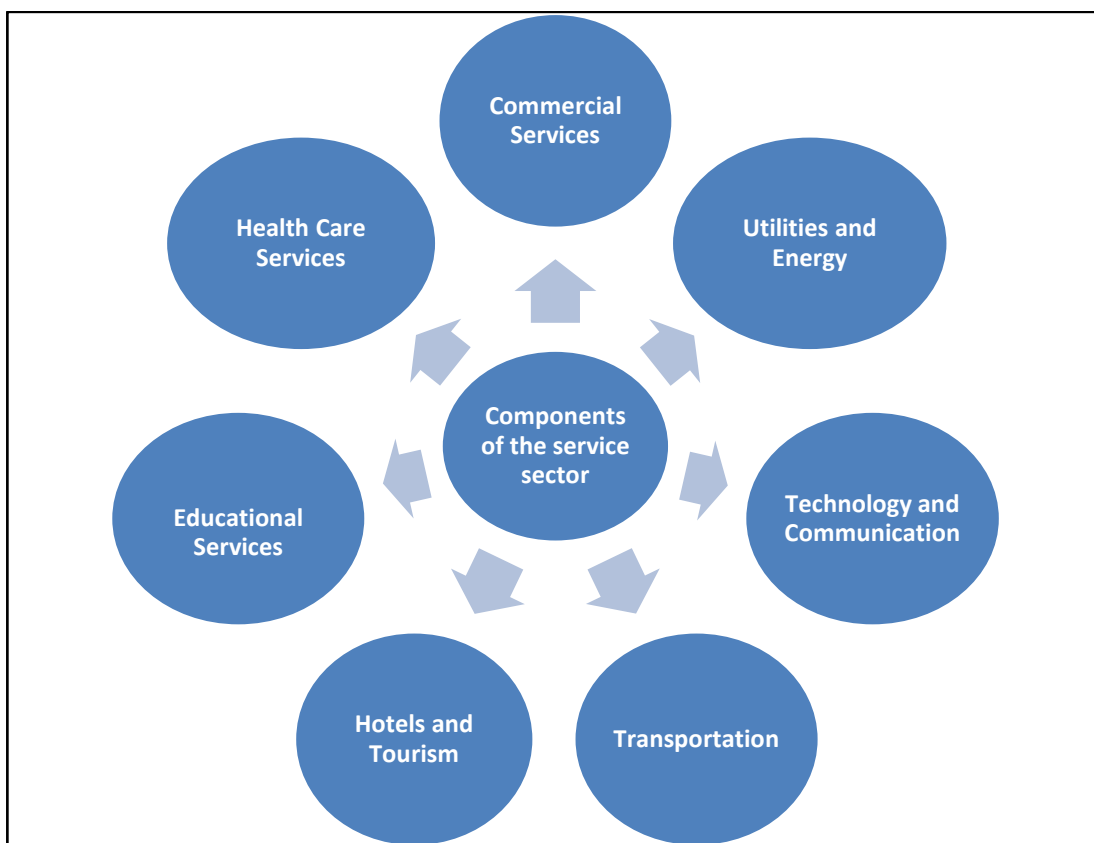 Commercial
Services
Health Care
Services
Utilities and
Energy
Components
of the service
sector
Educational
Services
Technology and
Communication
Hotels and
Tourism
Transportation